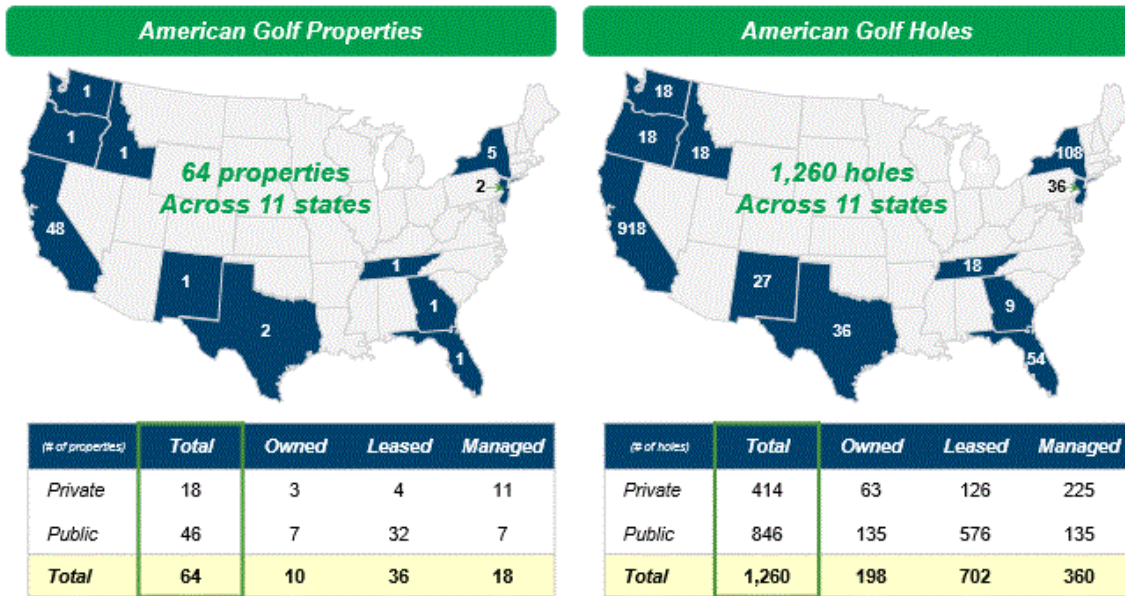 American Golf Properties
1
1
1
64 properties
Across 11 states
5
2
48
1
1
1
2
1
(# of properties) Total Owned Leased Managed
Private 18 3 4 11
Public 46 7 32 7
Total 64 10 36 18
American Golf Holes
18
18
18
1,260 holes
Across 11 states
108
36
918
18
27
9
36
54
(# of holes) Total Owned Leased Managed
Private 414 63 126 225
Public 846 135 576 135
Total 1,260 198 702 360